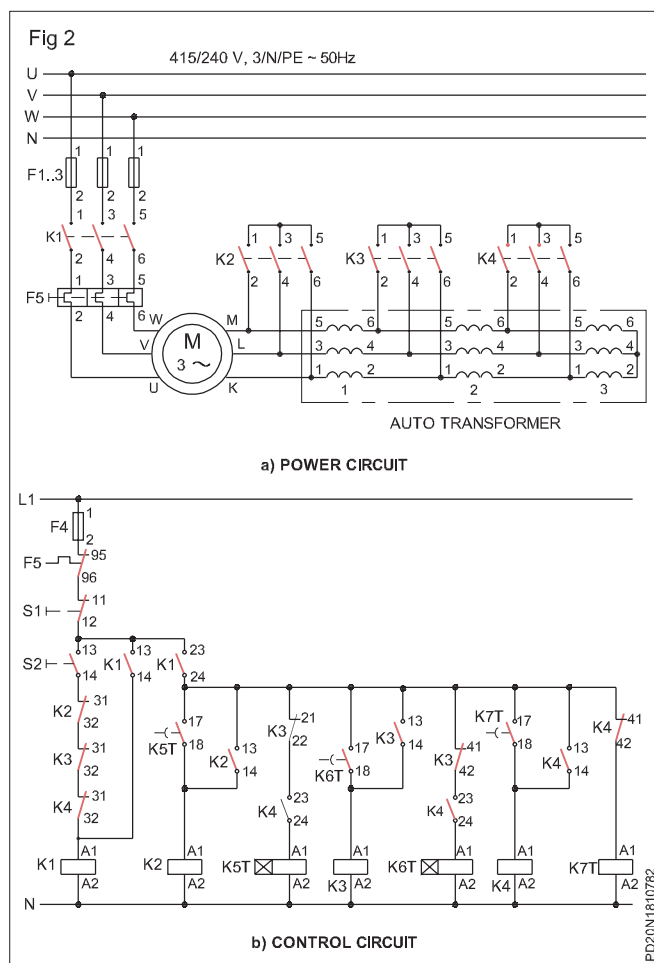 Fig 2
415/240 V, 3/N/PE ~ 50Hz
U
V
W
N
1 1 1
F1..3
2 2 2
1 3 5
K1
2 4 6
1 3 5
F5
2 4 6
1 3 5
K2
2 4 6
1 3 5
K3
2 4 6
1 3 5
K4
2 4 6
W M
V L
U K
M
3 ~
5 6 5 6 5 6
3 4 3 4 3 4
1 2 1 2 1 2
1 2 3
AUTO TRANSFORMER
a) POWER CIRCUIT
L1
F4 1
2
F5 95
96
S1 11
12
S2 13
14
K1 13
14
K1 23
24
K2 31
32
K3 31
32
K4 31
32
K5T 17
18
K2 13
14
K3 21
22
K4 23
24
K6T 17
18
K3 13
14
K3 41
42
K4 23
24
K7T 17
18
K4 13
14
K4 41
42
A1 A1 A1 A1 A1 A1 A1
K1 K2 K5T K3 K6T K4 K7T
A2 A2 A2 A2 A2 A2 A2
N
b) CONTROL CIRCUIT
PD20N1810782